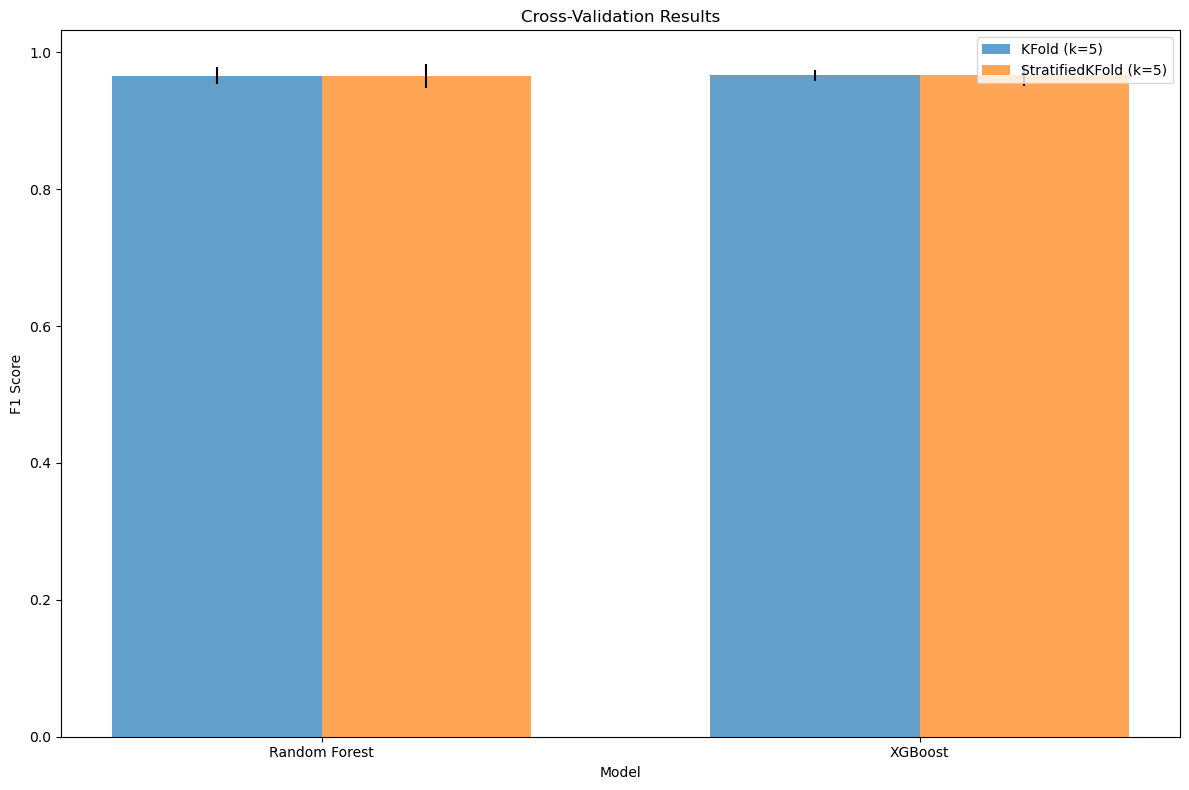 Cross-Validation Results
KFold (k=5)
StratifiedKFold (k=5)
1.0
0.8
0.6
0.4
0.2
0.0
F1 Score
Random Forest
XGBoost
Model